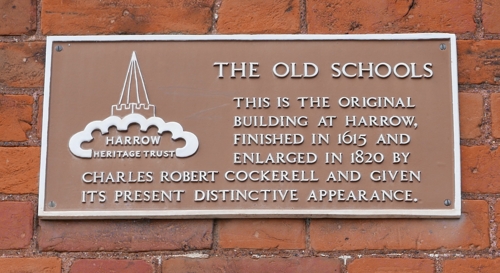 THE OLD SCHOOLS
THIS IS THE ORIGINAL
BUILDING AT HARROW,
FINISHED IN 1615 AND
ENLARGED IN 1820 BY
CHARLES ROBERT COCKERELL AND GIVEN
ITS PRESENT DISTINCTIVE APPEARANCE.
HARROW
HERITAGE TRUST